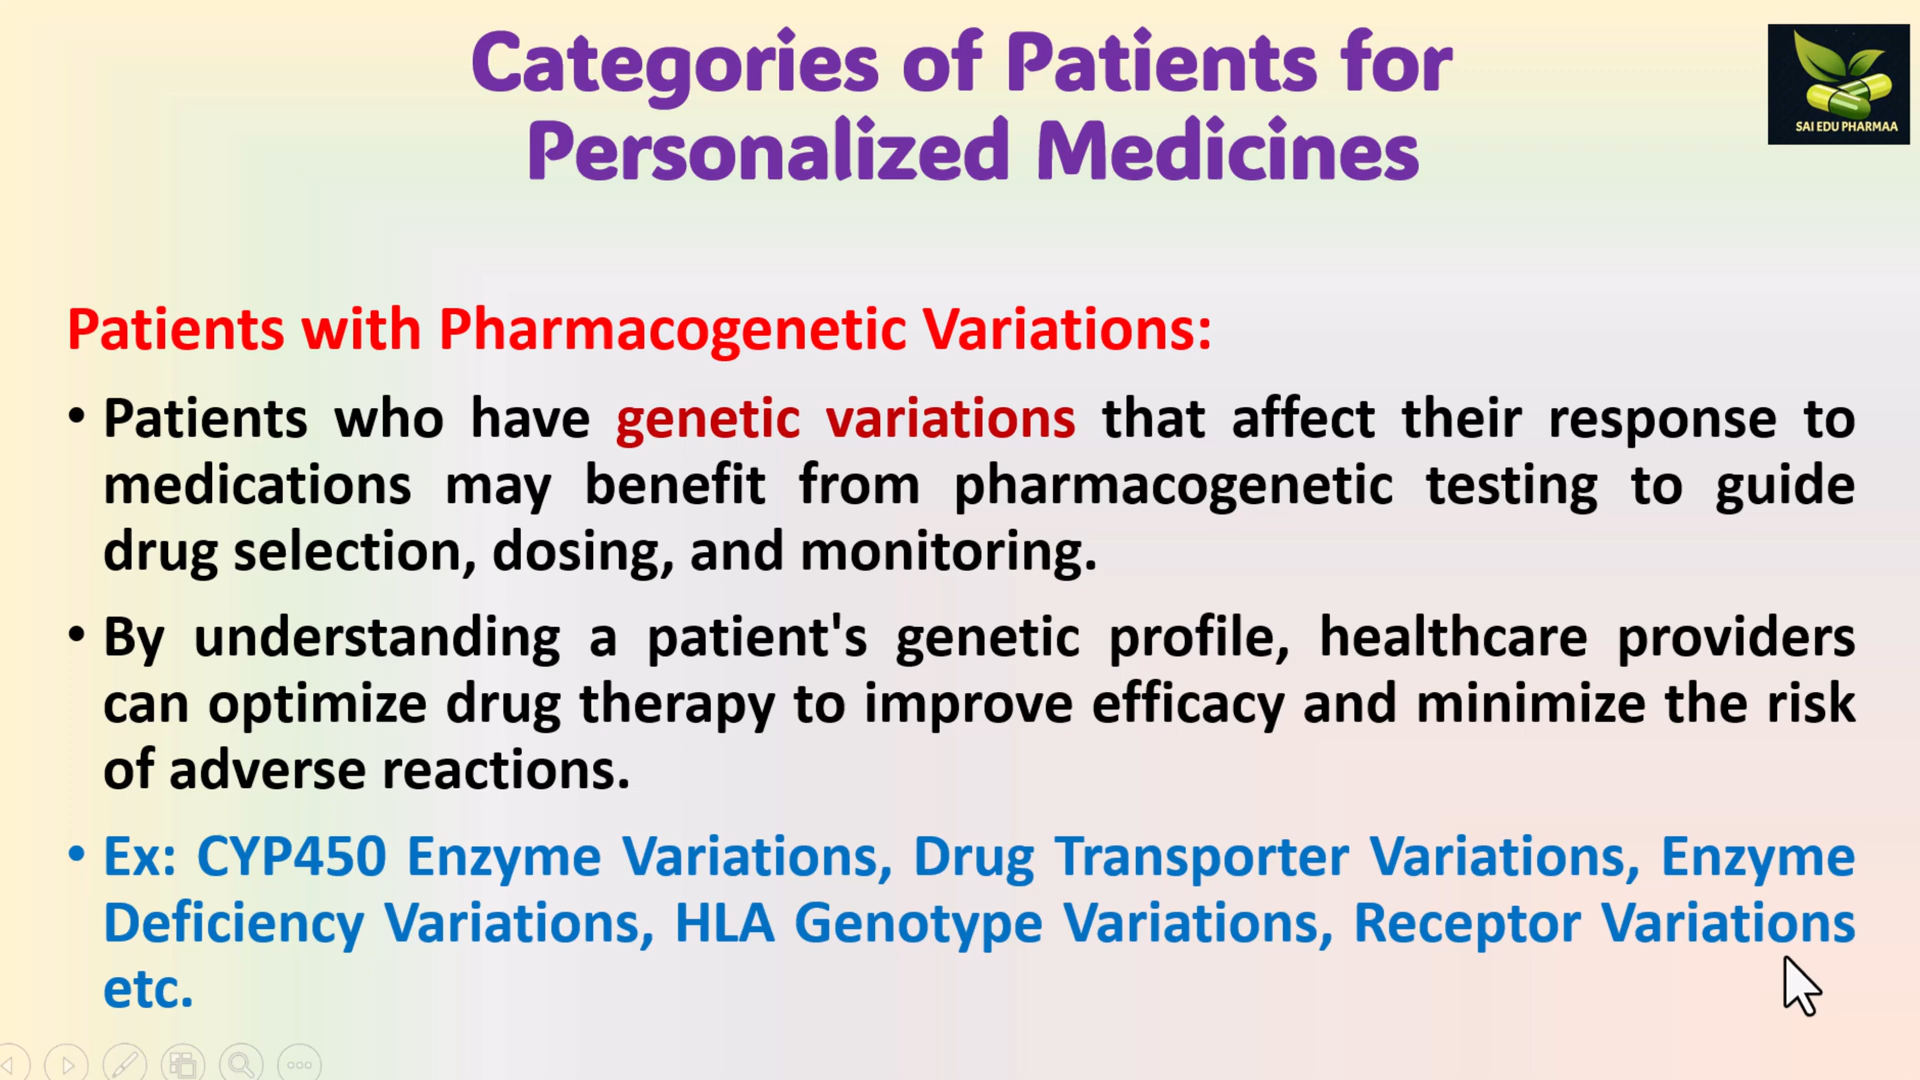 Categories of Patients for
Personalized Medicines
SAI EDU PHARMAA
Patients with Pharmacogenetic Variations:
• Patients who have genetic variations that affect their response to
medications may benefit from pharmacogenetic testing to guide
drug selection, dosing, and monitoring.
• By understanding a patient's genetic profile, healthcare providers
can optimize drug therapy to improve efficacy and minimize the risk
of adverse reactions.
• Ex: CYP450 Enzyme Variations, Drug Transporter Variations, Enzyme
Deficiency Variations, HLA Genotype Variations, Receptor Variations
etc.